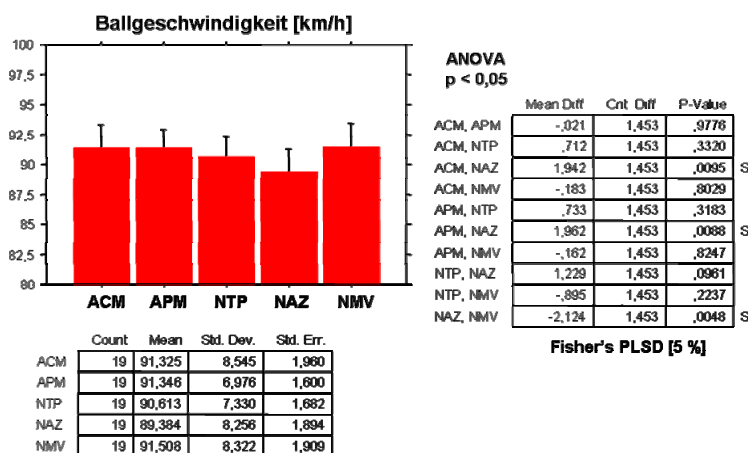 Ballgeschwindigkeit [km/h]
100
97,5
95
92,5
90
87,5
85
82,5
80
ACM APM NTP NAZ NMV
Count Mean Std. Dev. Std. Err.
ACM 19 91,325 8,545 1,960
APM 19 91,346 6,976 1,600
NTP 19 90,613 7,330 1,682
NAZ 19 89,384 8,256 1,894
NMV 19 91,508 8,322 1,909
ANOVA
p < 0,05
Mean Diff Crit Diff P-Value
ACM, APM -,021 1,453 ,9776
ACM, NTP ,712 1,453 ,3320
ACM, NAZ 1,942 1,453 ,0095 S
ACM, NMV -,183 1,453 ,8029
APM, NTP ,733 1,453 ,3183
APM, NAZ 1,962 1,453 ,0088 S
APM, NMV -,162 1,453 ,8247
NTP, NAZ 1,229 1,453 ,0961
NTP, NMV -,895 1,453 ,2237
NAZ, NMV -2,124 1,453 ,0048 S
Fisher's PLSD [5 %]